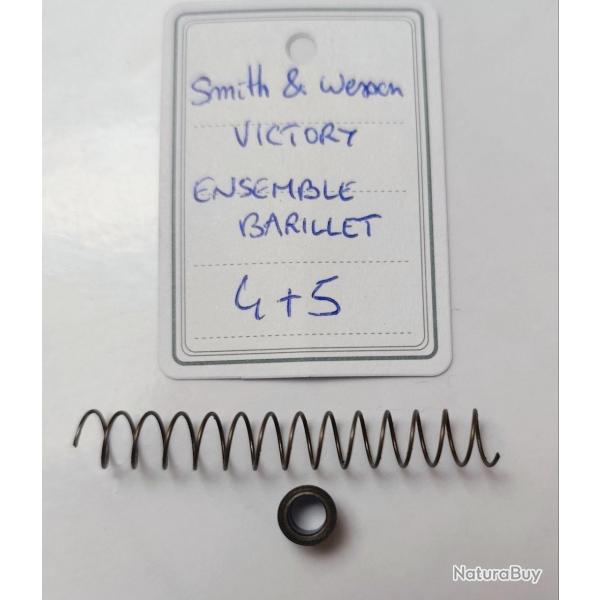 Smith & Wesson
VICTORY
ENSEMBLE
BARILLET
4+5
NaturaBuy